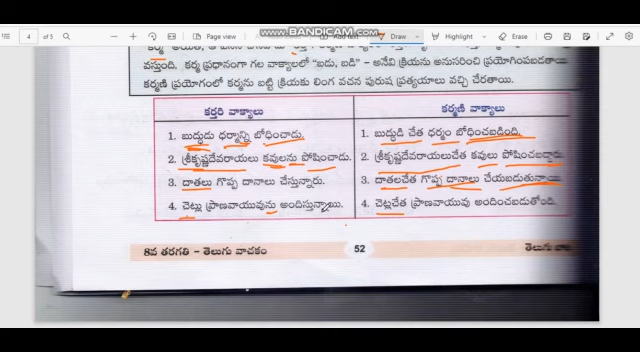 WWW.BANDICAM.COM
4 of 5 Page view Add text Draw Highlight Erase
వస్తుంది. కర్మ ప్రధానంగా గల వాక్యాలలో "బడు, బడి" - అనేవి క్రియను అనుసరించి ప్రయోగింపబడతాయి.
కర్మణి ప్రయోగంలో కర్మను బట్టి క్రియకు లింగ వచన పురుష ప్రత్యయాలు వచ్చి చేరతాయి.
కర్తరి వాక్యాలు కర్మణి వాక్యాలు
1. బుద్ధుడు ధర్మాన్ని బోధించాడు. 1. బుద్ధుడి చేత ధర్మం బోధించబడింది.
2. శ్రీకృష్ణదేవరాయలు కవులను పోషించాడు. 2. శ్రీకృష్ణదేవరాయలుచేత కవులు పోషించబడ్డారు.
3. దాతలు గొప్ప దానాలు చేస్తున్నారు. 3. దాతలచేత గొప్ప దానాలు చేయబడుతున్నాయి.
4. చెట్లు ప్రాణవాయువును అందిస్తున్నాయి. 4. చెట్లచేత ప్రాణవాయువు అందించబడుతోంది.
8వ తరగతి - తెలుగు వాచకం 52 తెలుగు